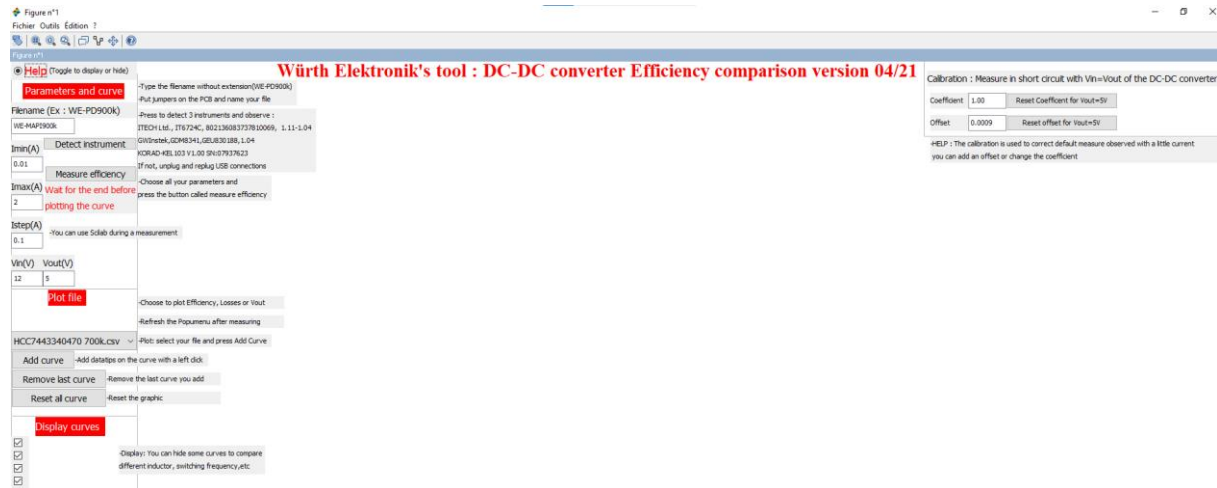 Figure n°1
Fichier Outils Édition ?
Figure n°1
Help (Toggle to display or hide)
Würth Elektronik's tool : DC-DC converter Efficiency comparison version 04/21
Parameters and curve
-Type the filename without extension(WE-PD900k)
-Put jumpers on the PCB and name your file
Filename (Ex : WE-PD900k)
WE-MAPI900k
-Press to detect 3 instruments and observe :
ITECH Ltd., IT6724C, 802136083737810069, 1.11-1.04
GWInstek,GDM8341,GEU830188,1.04
KORAD-KEL103 V1.00 SN:07937623
If not, unplug and replug USB connections
Imin(A)
Detect instrument
0.01
Measure efficiency
-Choose all your parameters and
press the button called measure efficiency
Imax(A)
Wait for the end before
plotting the curve
2
Istep(A)
-You can use Scilab during a measurement
0.1
Vin(V) Vout(V)
12 5
Plot file
-Choose to plot Efficiency, Losses or Vout
-Refresh the Popumenu after measuring
HCC7443340470 700k.csv
-Plot: select your file and press Add Curve
Add curve
-Add datatips on the curve with a left click
Remove last curve
-Remove the last curve you add
Reset all curve
-Reset the graphic
Display curves
-Display: You can hide some curves to compare
different inductor, switching frequency,etc
Calibration : Measure in short circuit with Vin=Vout of the DC-DC converter
Coefficient 1.00 Reset Coefficent for Vout=5V
Offset 0.0009 Reset offset for Vout=5V
-HELP : The calibration is used to correct default measure observed with a little current
you can add an offset or change the coefficient